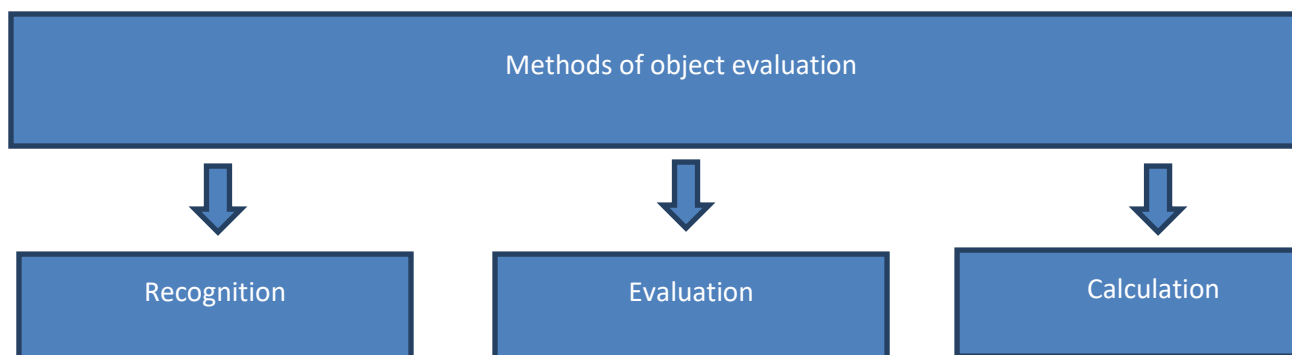 Methods of object evaluation
Recognition
Evaluation
Calculation